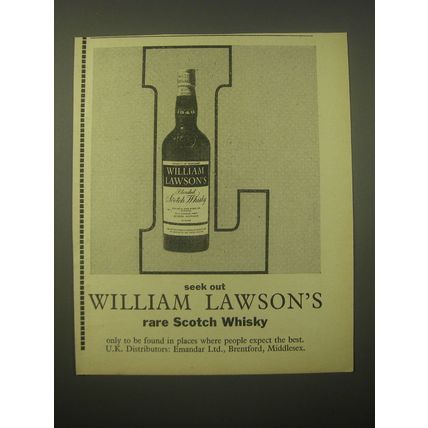 L
WILLIAM
LAWSON'S
Blended
Scotch Whisky
seek out
WILLIAM LAWSON'S
rare Scotch Whisky
only to be found in places where people expect the best.
U.K. Distributors: Emandar Ltd., Brentford, Middlesex.